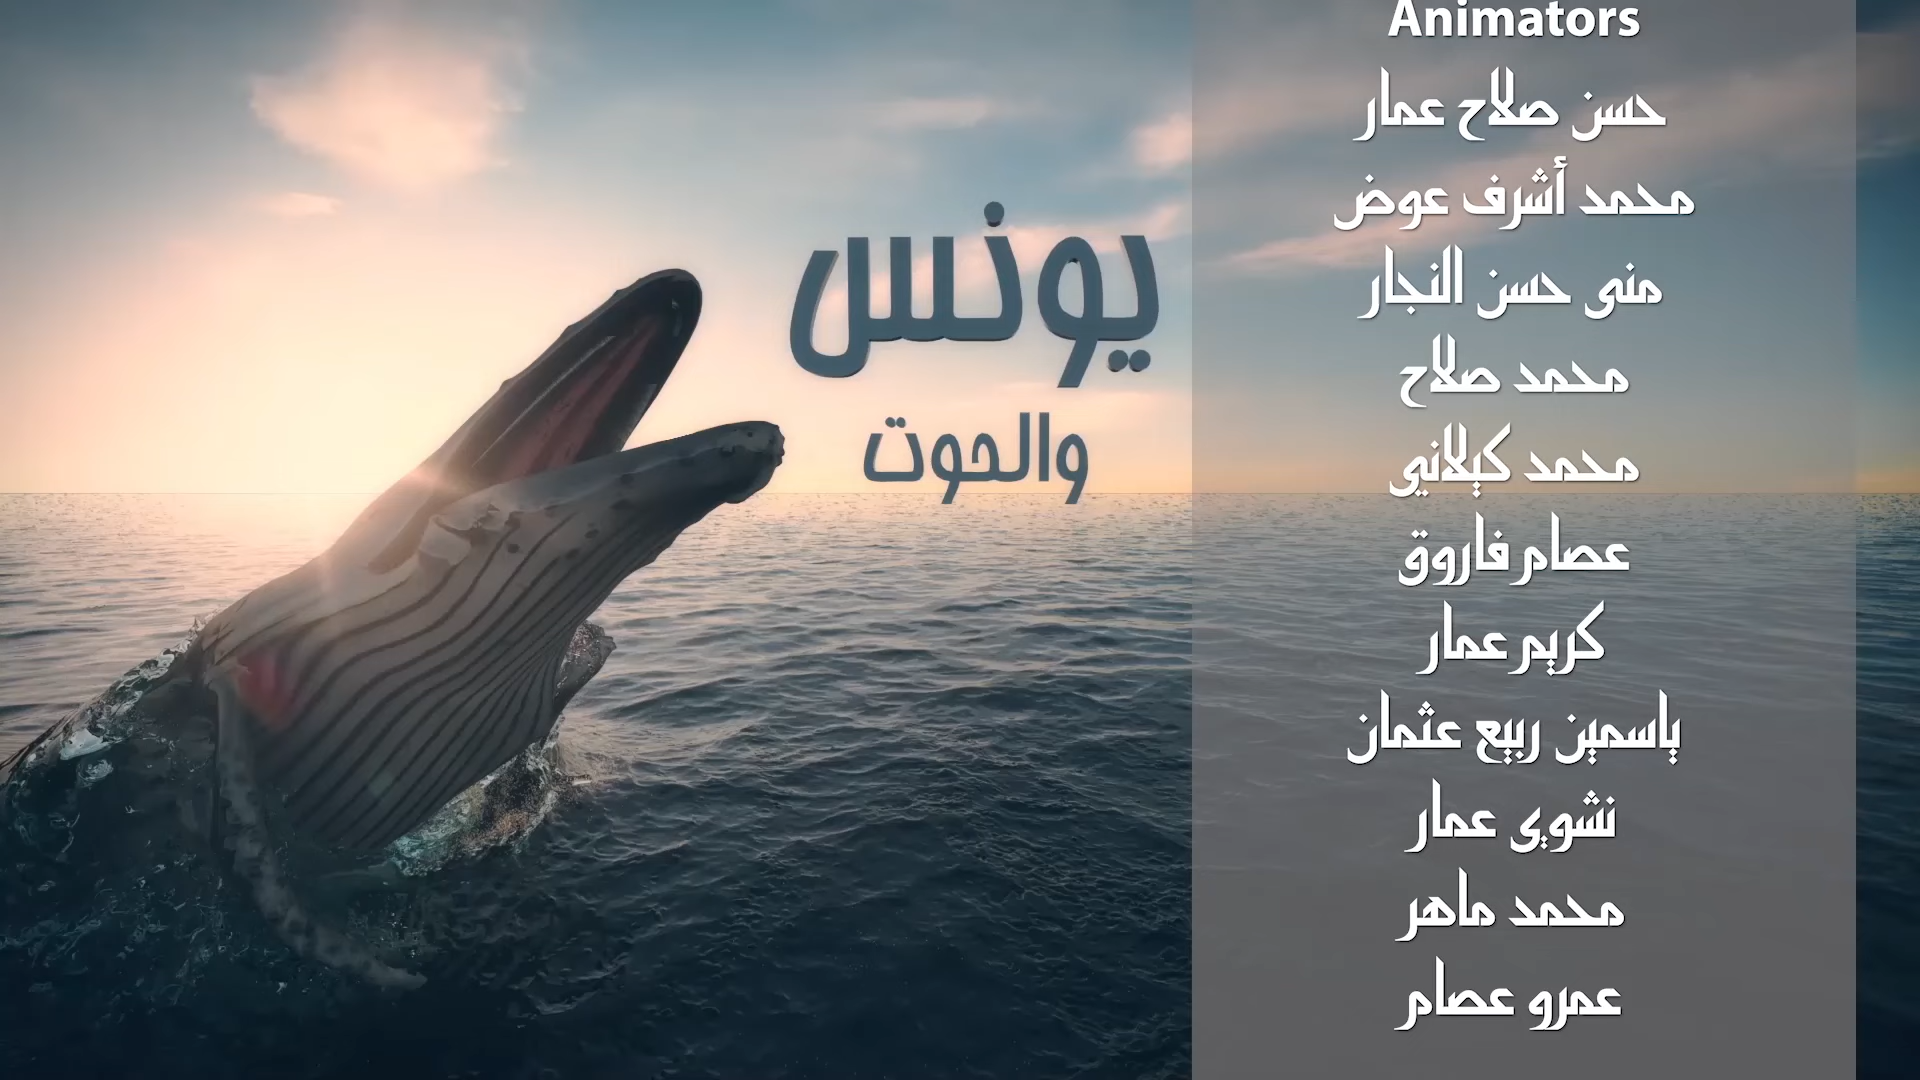 Animators
حسن صلاح عمار
محمد أشرف عوض
منى حسن النجار
محمد صلاح
محمد كيلاني
عصام فاروق
كريم عمار
ياسمين ربيع عثمان
نشوى عمار
محمد ماهر
عمرو عصام
يونس
والحوت